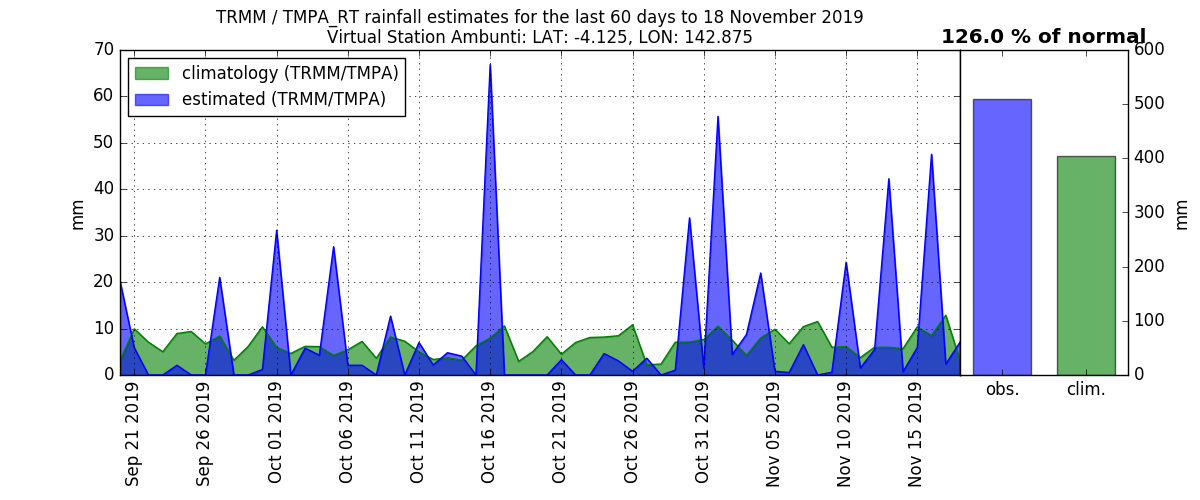 TRMM / TMPA_RT rainfall estimates for the last 60 days to 18 November 2019
Virtual Station Ambunti: LAT: -4.125, LON: 142.875
126.0 % of normal
climatology (TRMM/TMPA)
estimated (TRMM/TMPA)
70
60
50
40
30
20
10
0
mm
600
500
400
300
200
100
0
mm
Sep 21 2019
Sep 26 2019
Oct 01 2019
Oct 06 2019
Oct 11 2019
Oct 16 2019
Oct 21 2019
Oct 26 2019
Oct 31 2019
Nov 05 2019
Nov 10 2019
Nov 15 2019
obs.
clim.